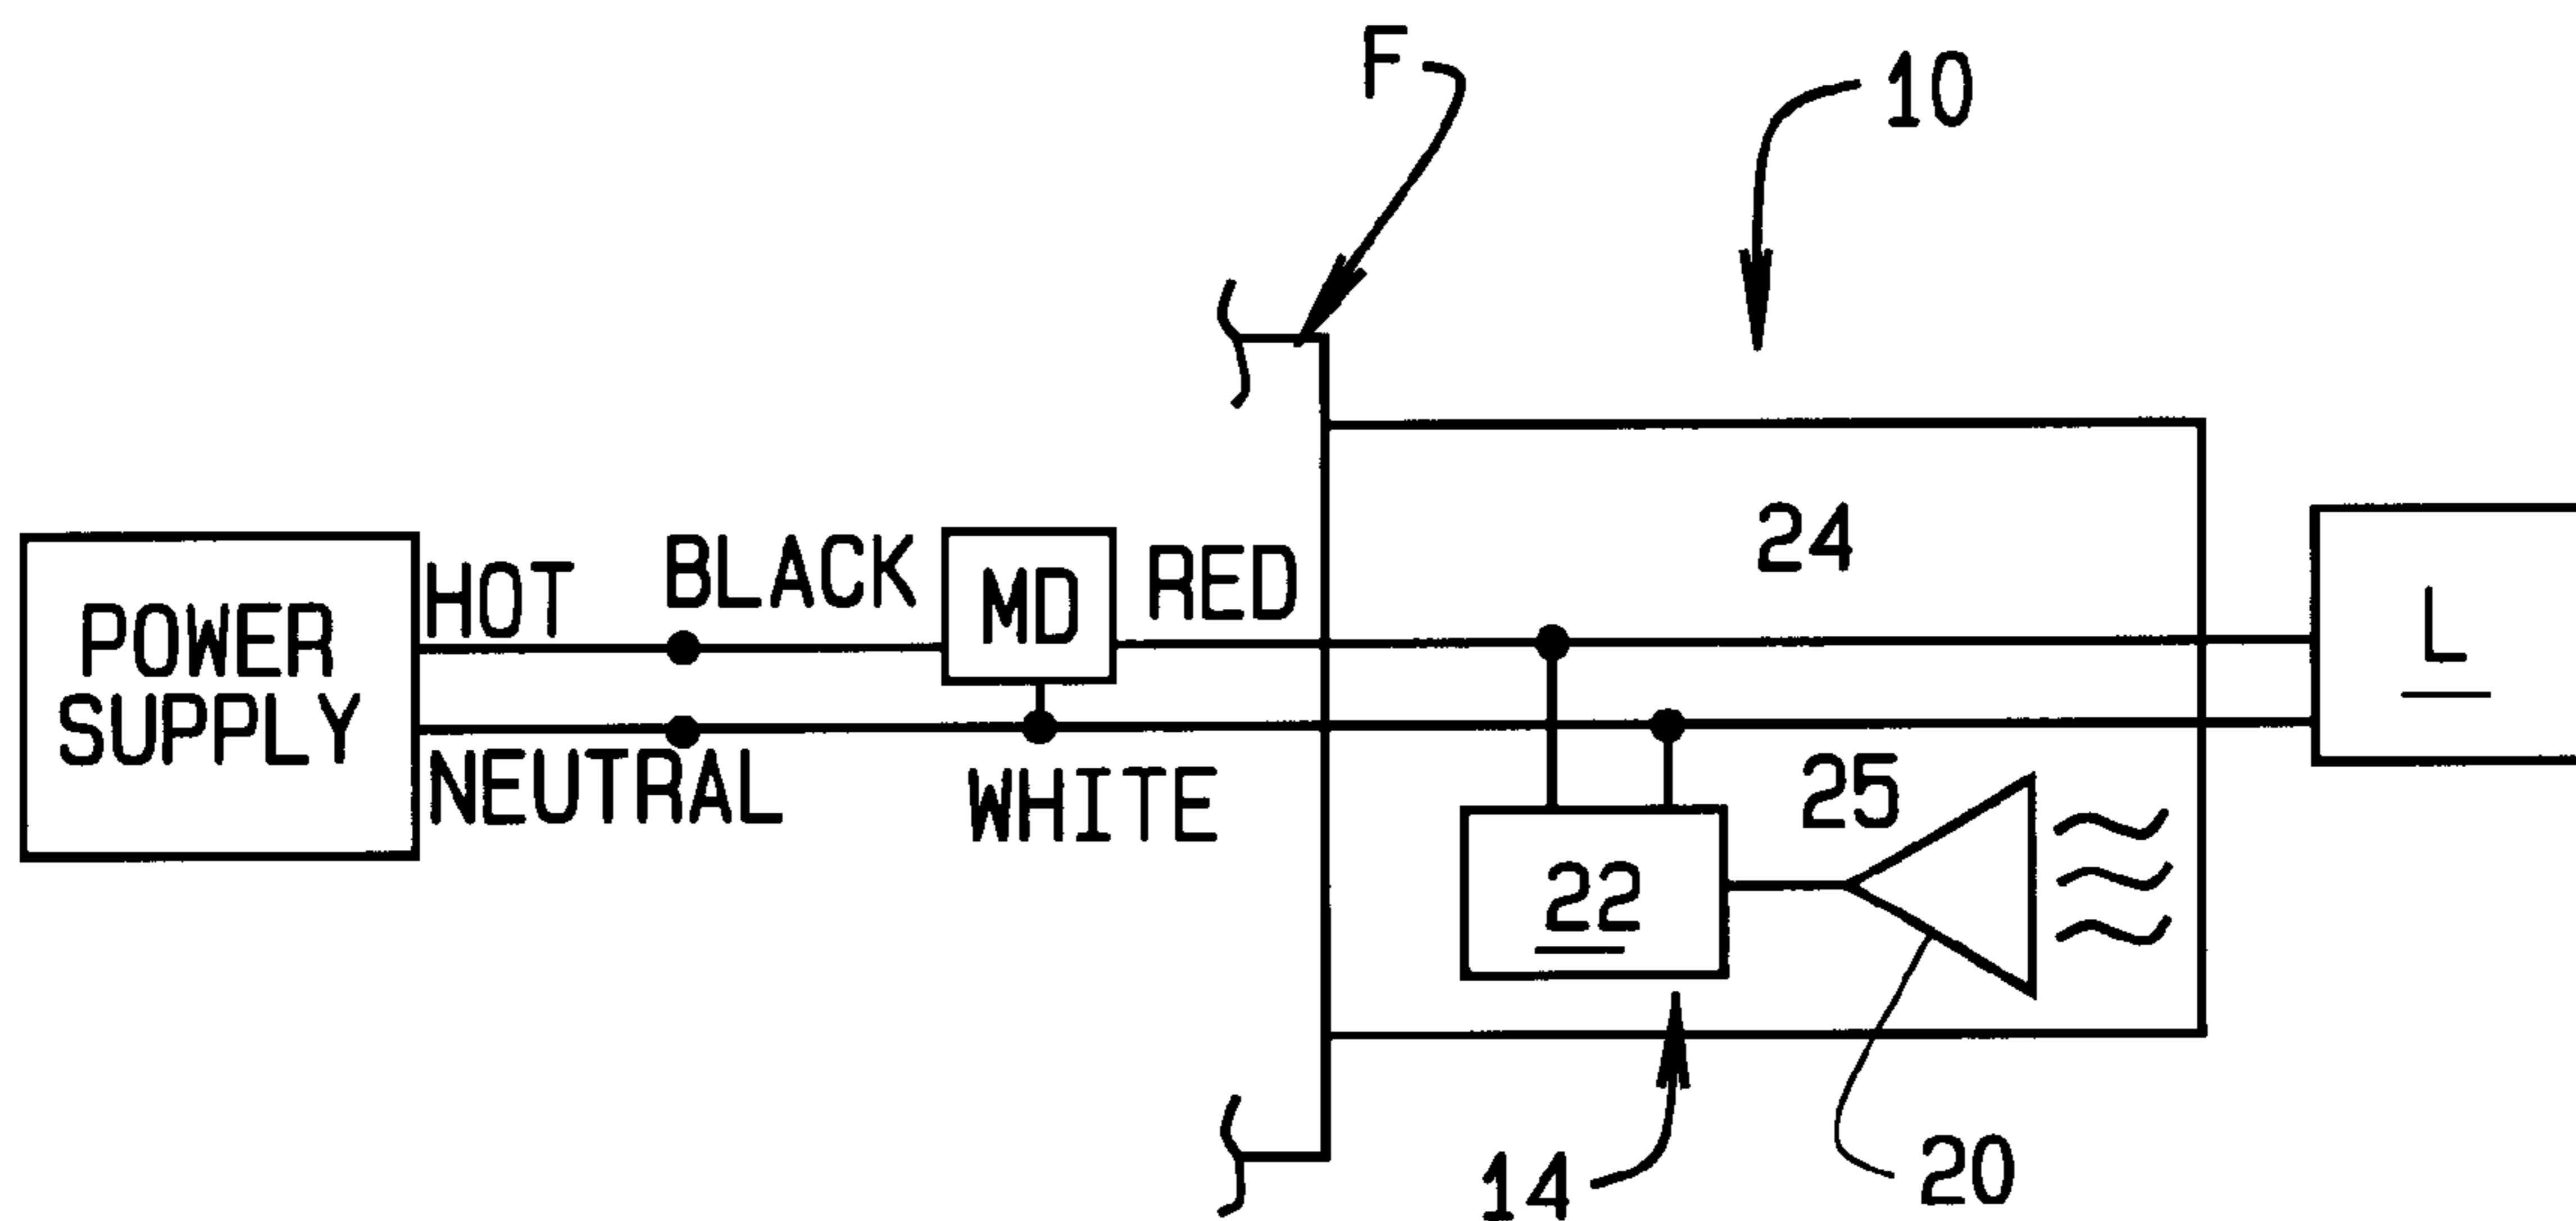 F
10
24
POWER
SUPPLY
HOT
BLACK
MD
RED
L
NEUTRAL
WHITE
25
22
14
20